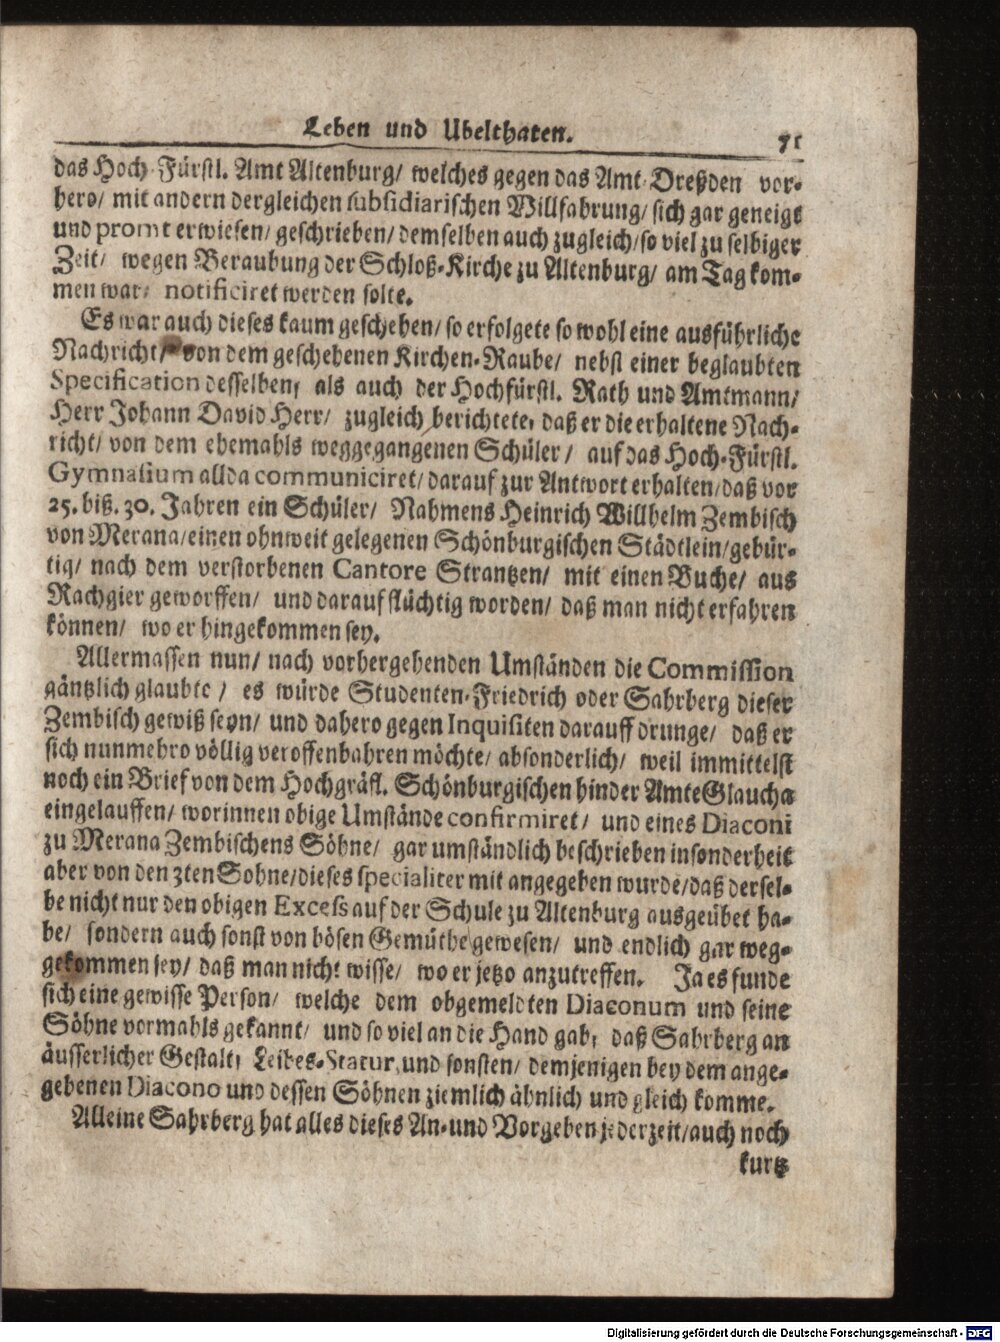 Leben und Ubelthaten. 71
das Hoch-Fürstl. Amt Altenburg/ welches gegen das Amt Dreßden vor-
hero/ mit andern dergleichen subsidiarischen Willfahrung/ sich gar geneigt
und promt erwiesen/ geschrieben/ demselben auch zugleich/ so viel zu selbiger
Zeit/ wegen Beraubung der Schloß-Kirche zu Altenburg/ am Tag kom-
men war/ notificiret werden solte.
Es war auch dieses kaum geschehen/ so erfolgete so wohl eine ausführliche
Nachricht/ von dem geschehenen Kirchen-Raube/ nebst einer beglaubten
Specification desselben, als auch der Hochfürstl. Rath und Amtmann/
Herr Johann David Herr/ zugleich berichtete, daß er die erhaltene Nach-
richt/ von dem ehemahls weggegangenen Schüler/ auf das Hoch-Fürstl.
Gymnasium allda communiciret/ darauf zur Antwort erhalten/ daß vor
25. biß. 30. Jahren ein Schüler/ Nahmens Heinrich Willhelm Zembisch
von Merana/ einen ohnweit gelegenen Schönburgischen Städtlein/ gebür-
tig/ nach dem verstorbenen Cantore Strantzen/ mit einen Buche/ aus
Rachgier geworffen/ und darauf flüchtig worden/ daß man nicht erfahren
können/ wo er hingekommen sey.
Allermassen nun/ nach vorhergehenden Umständen die Commission
gäntzlich glaubte/ es würde Studenten-Friedrich oder Sahrberg dieser
Zembisch gewiß seyn/ und dahero gegen Inquisiten darauff drunge/ daß er
sich nunmehro völlig veroffenbahren möchte/ absonderlich/ weil immittelst
noch ein Brief von dem Hochgräfl. Schönburgischen hinder Amte Glaucha
eingelauffen/ worinnen obige Umstände confirmiret/ und eines Diaconi
zu Merana Zembischens Söhne/ gar umständlich beschrieben insonderheit
aber von den 3ten Sohne/ dieses specialiter mit angegeben wurde/ daß dersel-
be nicht nur den obigen Excess auf der Schule zu Altenburg ausgeübet ha-
be/ sondern auch sonst von bösen Gemüthe gewesen/ und endlich gar weg-
gekommen sey/ daß man nicht wisse/ wo er jetzo anzutreffen. Ja es funde
sich eine gewisse Person/ welche dem obgemeldten Diaconum und seine
Söhne vormahls gekannt/ und so viel an die Hand gab, daß Sahrberg an
äusserlicher Gestalt, Leibes-Statur, und sonsten/ demjenigen bey dem ange-
gebenen Diacono und dessen Söhnen ziemlich ähnlich und gleich komme.
Alleine Sahrberg hat alles dieses An-und Vorgeben jederzeit/ auch noch
kurtz
Digitalisierung gefördert durch die Deutsche Forschungsgemeinschaft - DFG